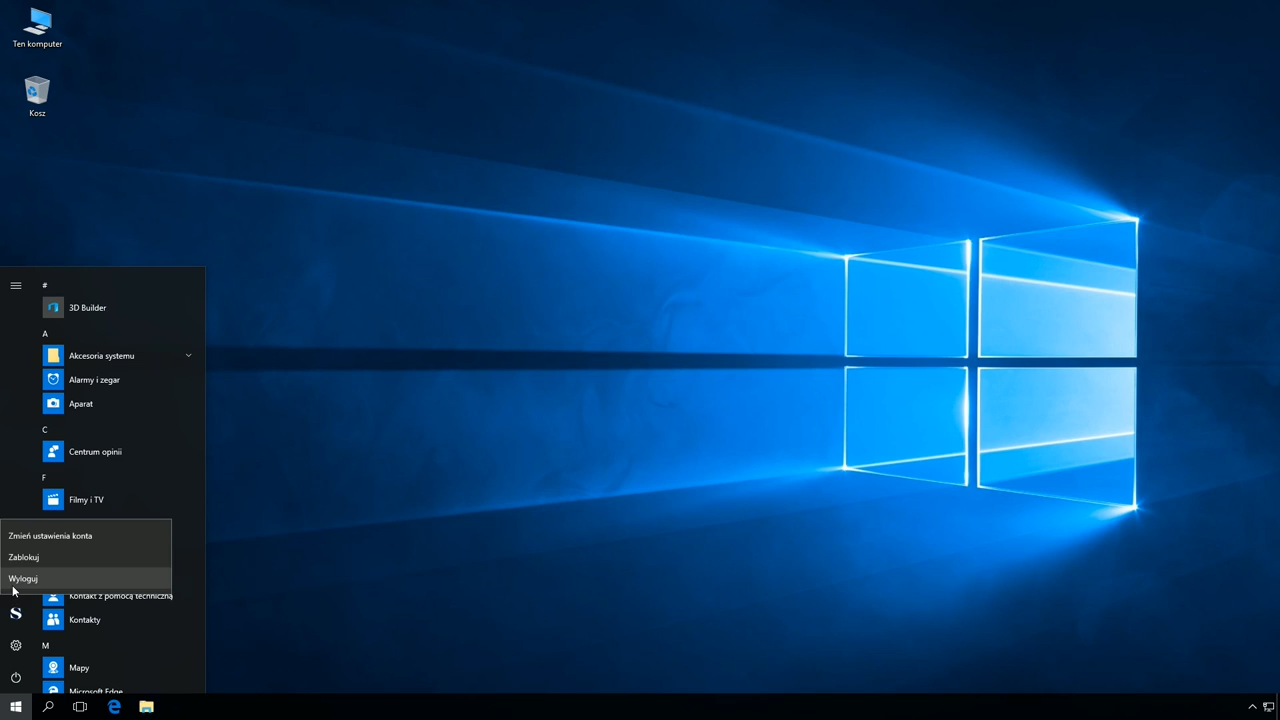 Ten komputer
Kosz
#
3D Builder
A
Akcesoria systemu
Alarmy i zegar
Aparat
C
Centrum opinii
F
Filmy i TV
Zmień ustawienia konta
Zablokuj
Wyloguj
Kontakt z pomocą techniczną
S
Kontakty
M
Mapy
Microsoft Edge